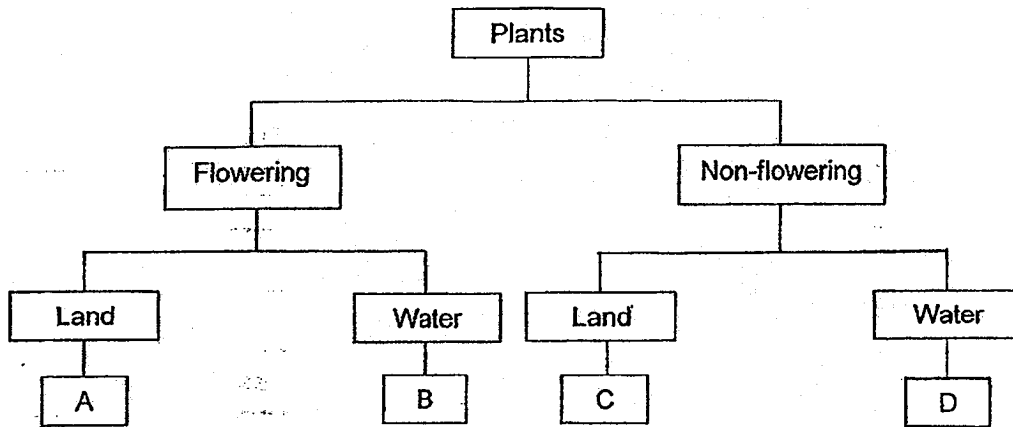 Plants
Flowering
Non-flowering
Land
Water
Land
Water
A
B
C
D